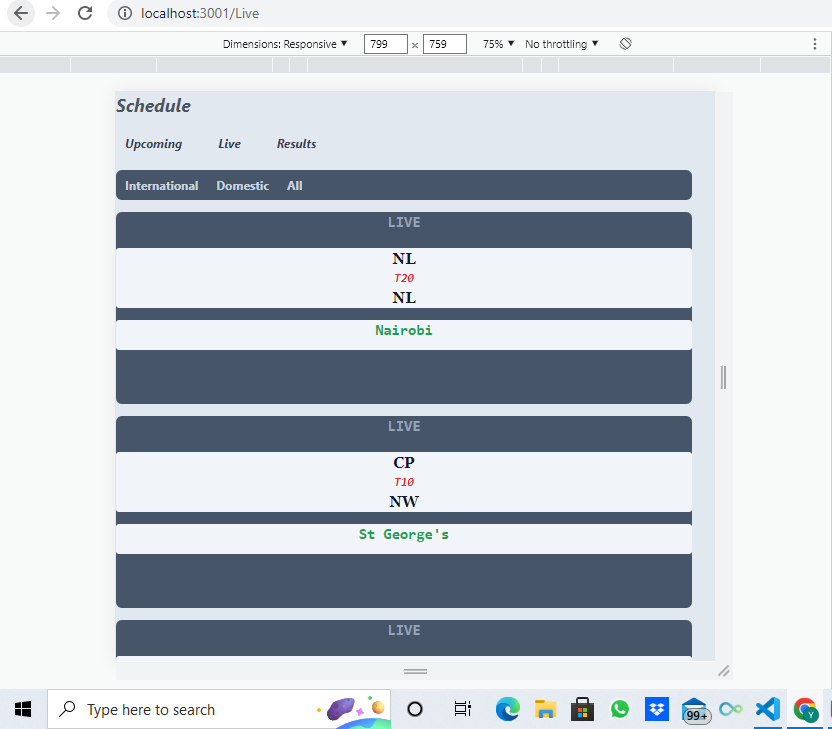 localhost:3001/Live
Dimensions: Responsive ▼ 799 × 759 75% ▼ No throttling ▼
Schedule
Upcoming Live Results
International Domestic All
LIVE
NL
T20
NL
Nairobi
LIVE
CP
T10
NW
St George's
LIVE
Type here to search
99+
Y